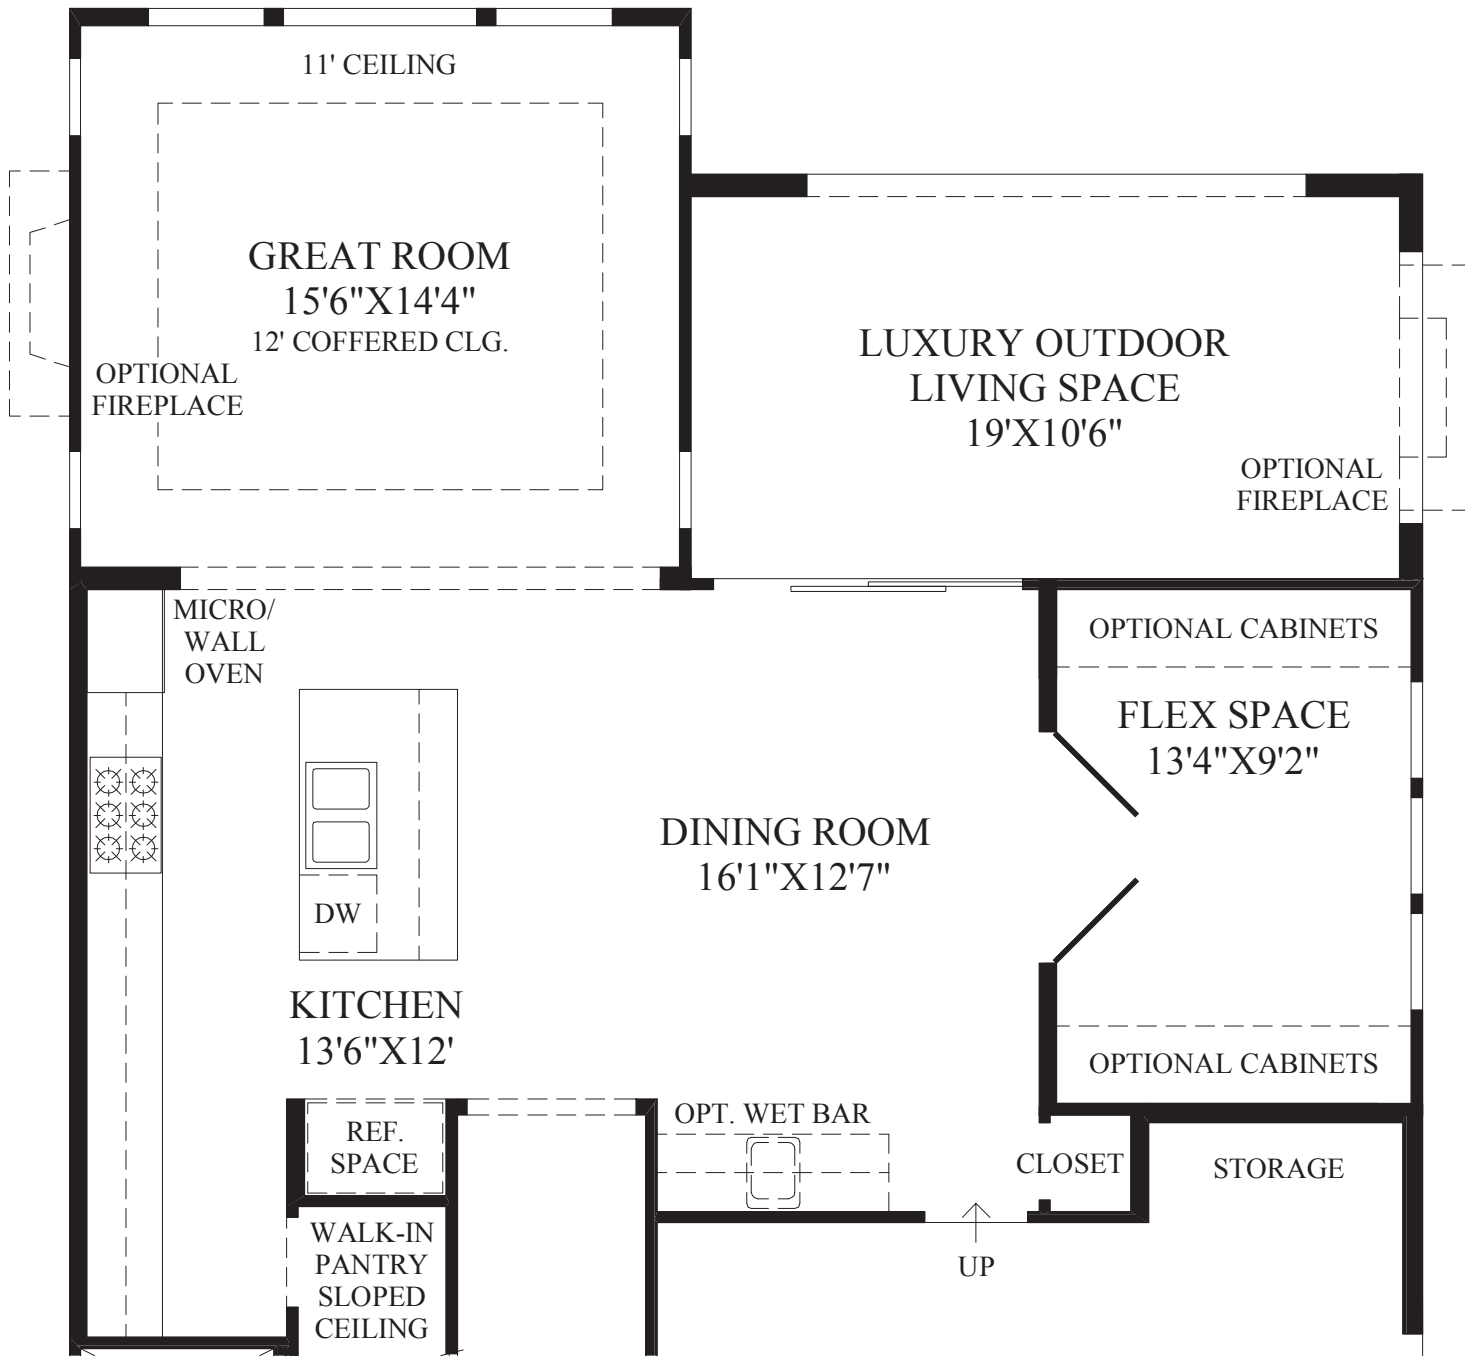 11' CEILING
GREAT ROOM
15'6"X14'4"
12' COFFERED CLG.
OPTIONAL
FIREPLACE
LUXURY OUTDOOR
LIVING SPACE
19'X10'6"
OPTIONAL
FIREPLACE
MICRO/
WALL
OVEN
OPTIONAL CABINETS
FLEX SPACE
13'4"X9'2"
DINING ROOM
16'1"X12'7"
DW
KITCHEN
13'6"X12'
OPTIONAL CABINETS
REF.
SPACE
OPT. WET BAR
CLOSET
STORAGE
WALK-IN
PANTRY
SLOPED
CEILING
UP